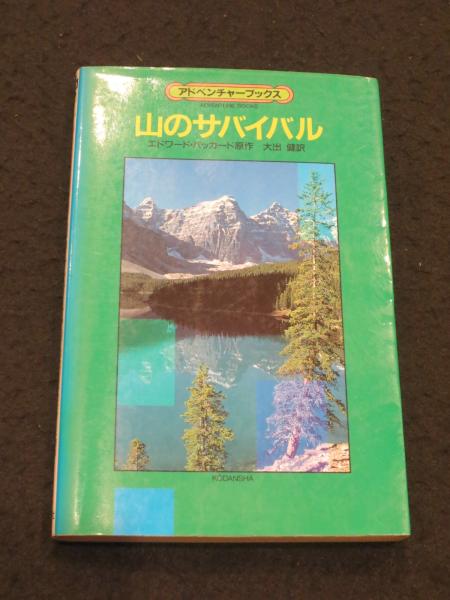 アドベンチャーブックス
ADVENTURE BOOKS
山のサバイバル
エドワード・パッカード原作 大出 健訳
KODANSHA